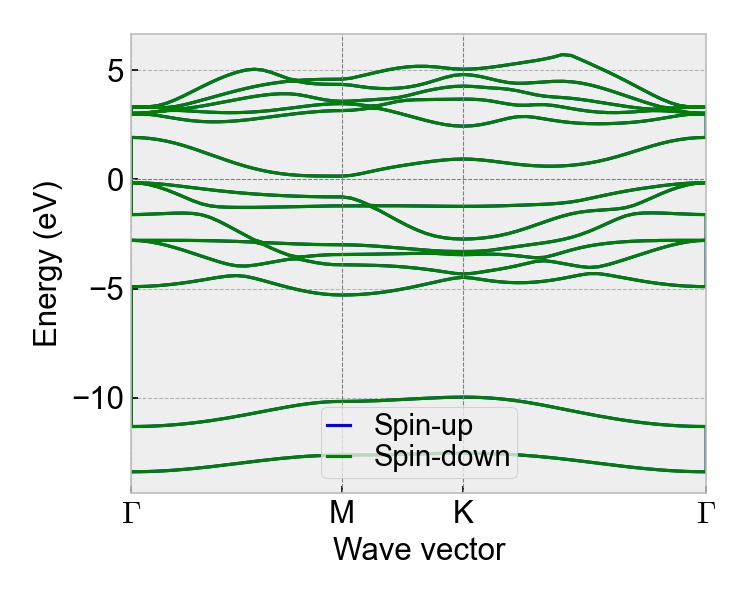 Energy (eV)
5
0
−5
−10
Spin-up
Spin-down
Γ M K Γ
Wave vector